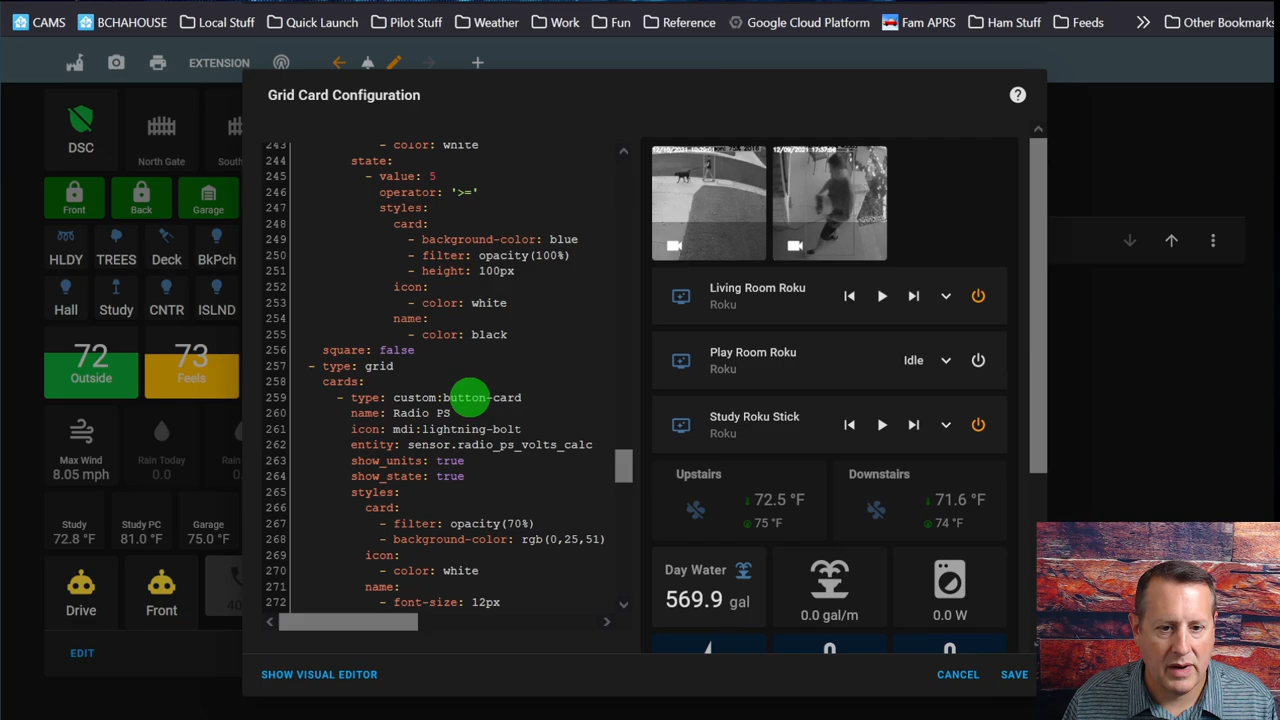 CAMS
BCHAHOUSE
Local Stuff
Quick Launch
Pilot Stuff
Weather
Work
Fun
Reference
Google Cloud Platform
Fam APRS
Ham Stuff
Feeds
Other Bookmarks
EXTENSION
Grid Card Configuration
DSC
North Gate
South
Front
Back
Garage
HLDY
TREES
Deck
BkPch
Hall
Study
CNTR
ISLND
72
Outside
73
Feels
Max Wind
8.05 mph
Rain Today
0.0
Study
72.8 °F
Study PC
81.0 °F
Garage
75.0 °F
Drive
Front
40
EDIT
243 - color: white
244 state:
245 - value: 5
246 operator: '>='
247 styles:
248 card:
249 - background-color: blue
250 - filter: opacity(100%)
251 - height: 100px
252 icon:
253 - color: white
254 name:
255 - color: black
256 square: false
257 - type: grid
258 cards:
259 - type: custom:button-card
260 name: Radio PS
261 icon: mdi:lightning-bolt
262 entity: sensor.radio_ps_volts_calc
263 show_units: true
264 show_state: true
265 styles:
266 card:
267 - filter: opacity(70%)
268 - background-color: rgb(0,25,51)
269 icon:
270 - color: white
271 name:
272 - font-size: 12px
Living Room Roku
Roku
Play Room Roku
Roku
Idle
Study Roku Stick
Roku
Upstairs
72.5 °F
75 °F
Downstairs
71.6 °F
74 °F
Day Water
569.9 gal
0.0 gal/m
0.0 W
SHOW VISUAL EDITOR
CANCEL
SAVE